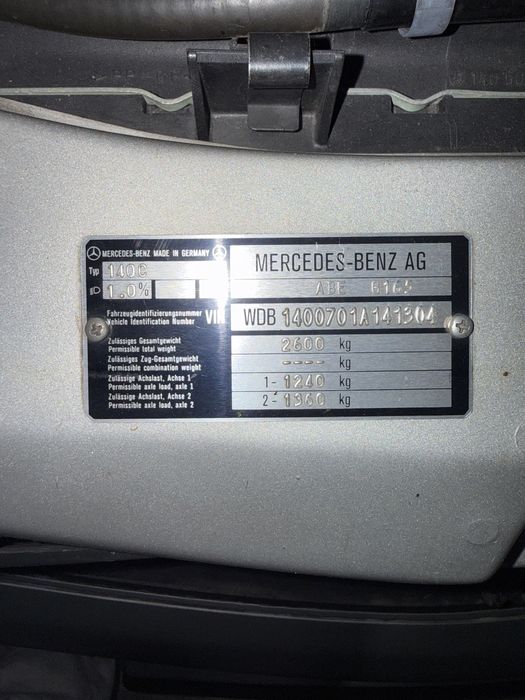 MERCEDES-BENZ MADE IN GERMANY
MERCEDES-BENZ AG
Typ 140C
ABE G165
1.0%
Fahrzeugidentifizierungsnummer
Vehicle Identification Number VIN WDB 1400701A141304
Zulässiges Gesamtgewicht
Permissible total weight 2600 kg
Zulässiges Zug-Gesamtgewicht
Permissible combination weight ---- kg
Zulässige Achslast, Achse 1
Permissible axle load, axle 1 1- 1240 kg
Zulässige Achslast, Achse 2
Permissible axle load, axle 2 2- 1360 kg